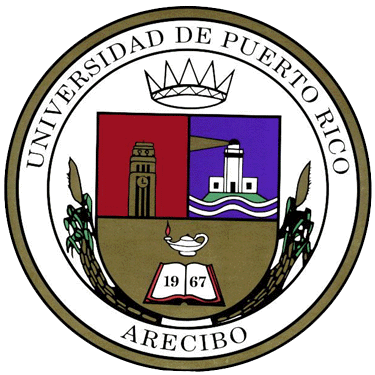 UNIVERSIDAD DE PUERTO RICO
19 67
ARECIBO